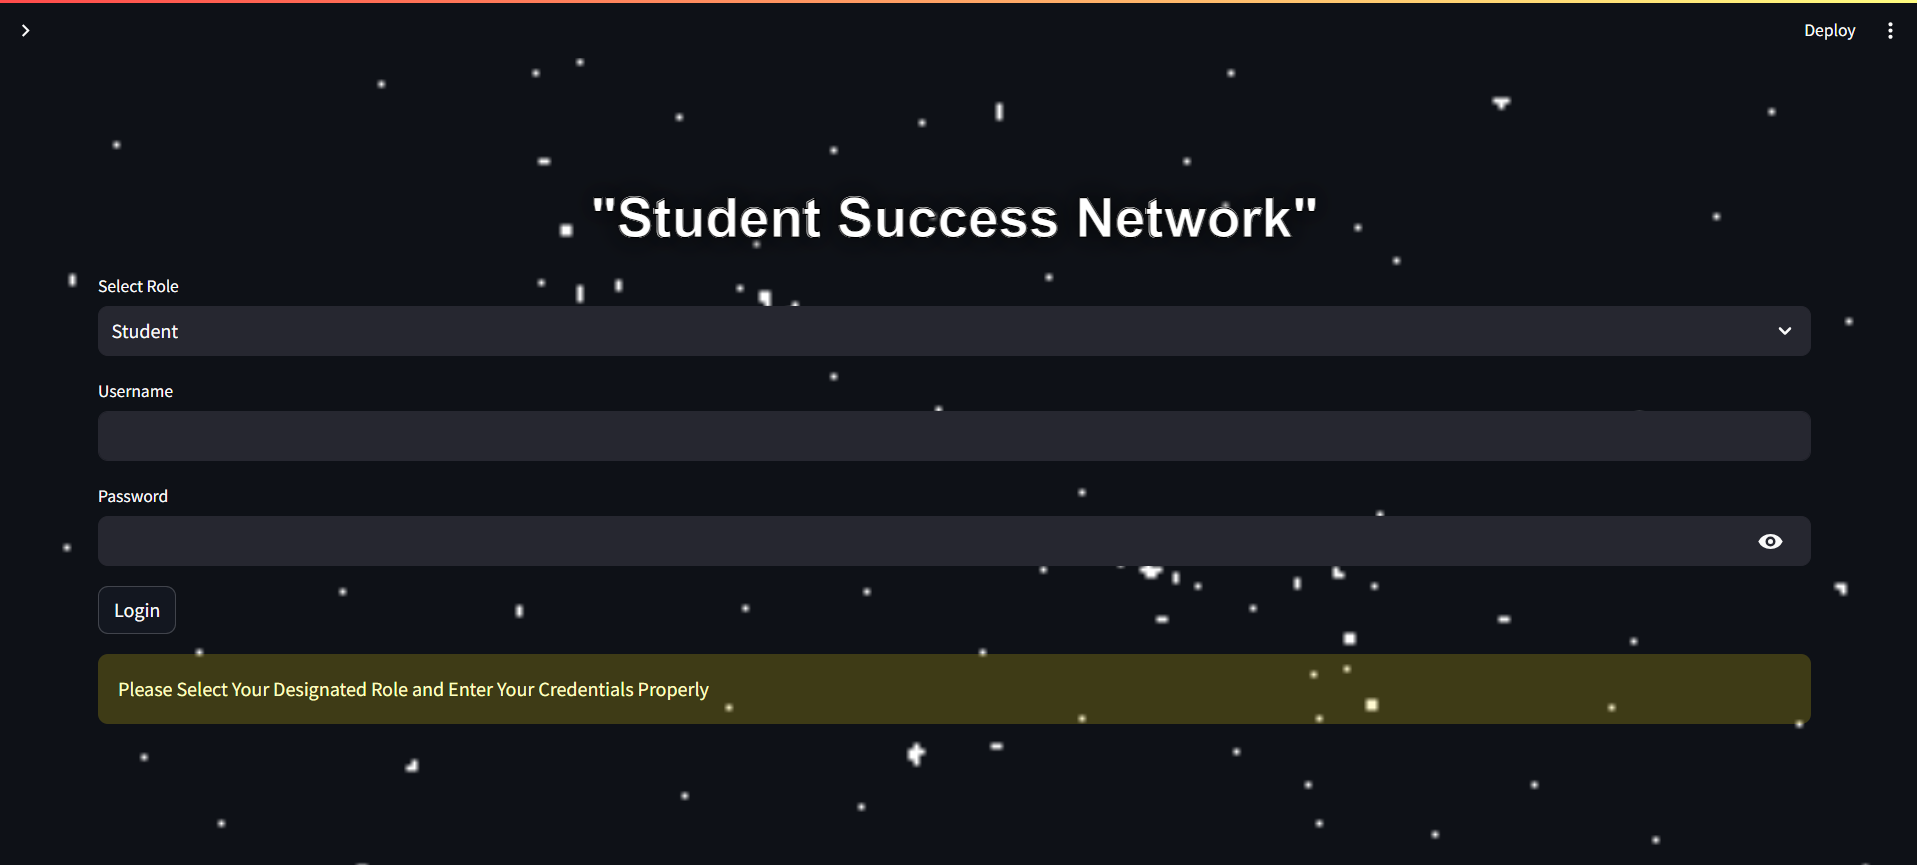 Deploy
"Student Success Network"
Select Role
Student
Username
Password
Login
Please Select Your Designated Role and Enter Your Credentials Properly